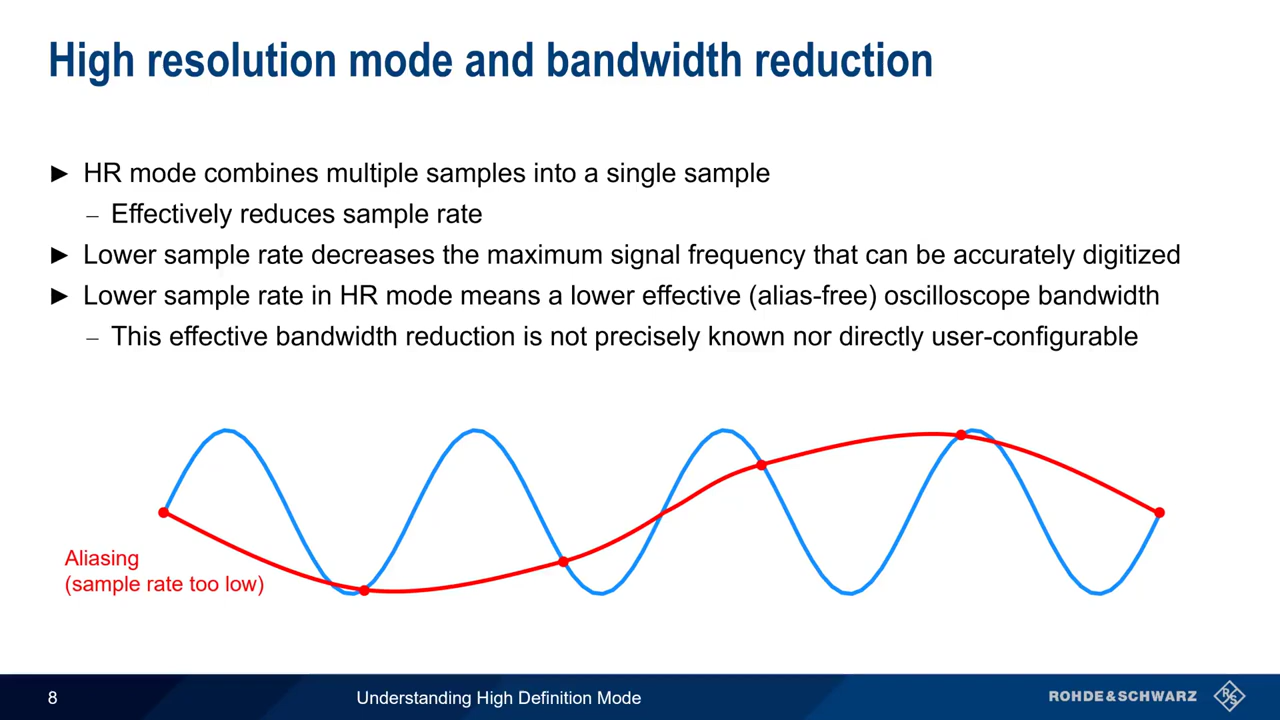 High resolution mode and bandwidth reduction
► HR mode combines multiple samples into a single sample
– Effectively reduces sample rate
► Lower sample rate decreases the maximum signal frequency that can be accurately digitized
► Lower sample rate in HR mode means a lower effective (alias-free) oscilloscope bandwidth
– This effective bandwidth reduction is not precisely known nor directly user-configurable
Aliasing
(sample rate too low)
8
Understanding High Definition Mode
ROHDE&SCHWARZ
R&S